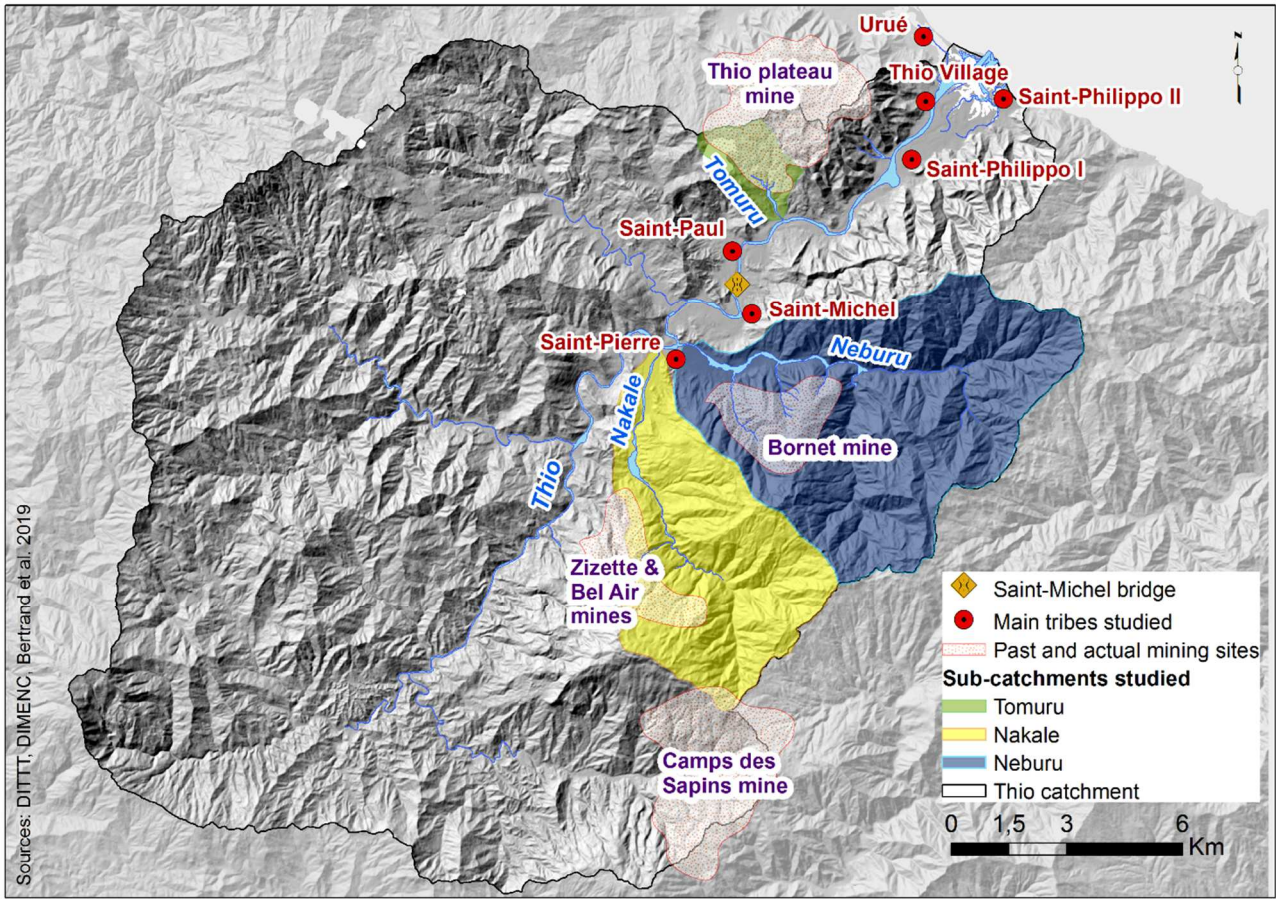 Urué
Thio plateau
mine
Thio Village
Saint-Philippo II
Saint-Philippo I
Tomuru
Saint-Paul
Saint-Michel
Saint-Pierre
Neburu
Nakale
Bornet mine
Thio
Zizette &
Bel Air
mines
Camps des
Sapins mine
N
Saint-Michel bridge
Main tribes studied
Past and actual mining sites
Sub-catchments studied
Tomuru
Nakale
Neburu
Thio catchment
0 1,5 3 6
Km
Sources: DITTT, DIMENC, Bertrand et al. 2019